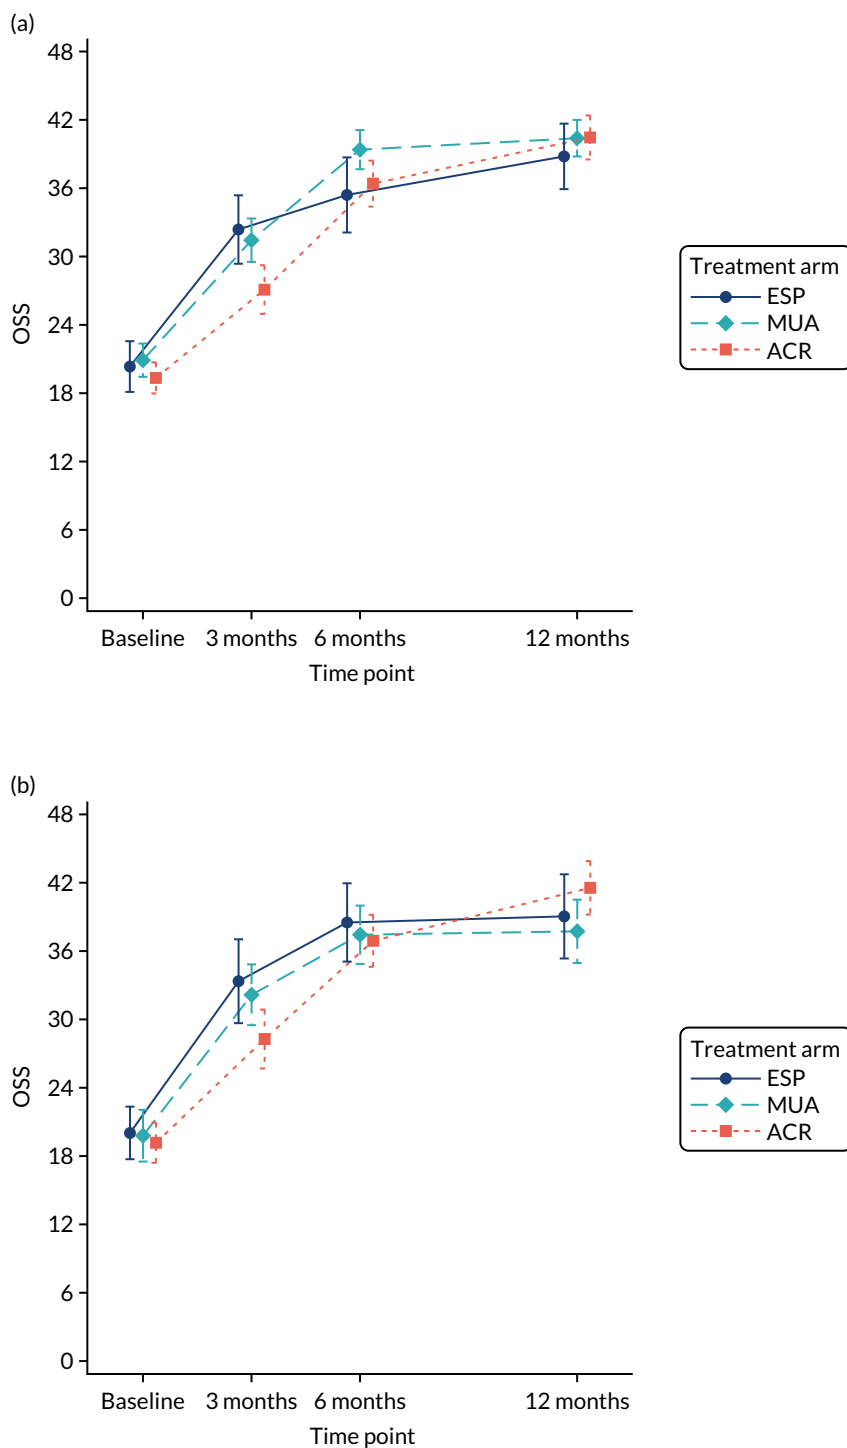 (a)
48
42
36
30
24
18
12
6
0
OSS
Baseline 3 months 6 months 12 months
Time point
Treatment arm
ESP
MUA
ACR
(b)
48
42
36
30
24
18
12
6
0
OSS
Baseline 3 months 6 months 12 months
Time point
Treatment arm
ESP
MUA
ACR